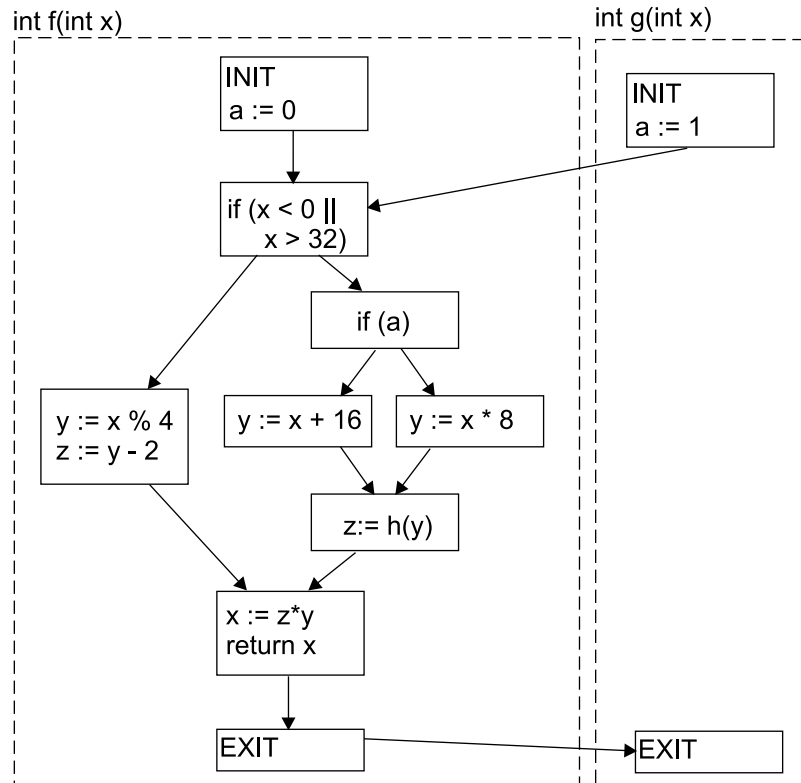 int f(int x)
int g(int x)
INIT
a := 0
INIT
a := 1
if (x < 0 ||
x > 32)
if (a)
y := x % 4
z := y - 2
y := x + 16
y := x * 8
z:= h(y)
x := z*y
return x
EXIT
EXIT